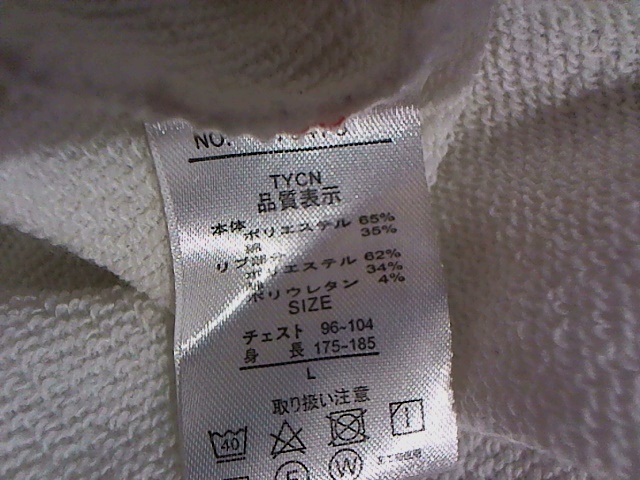 NO.
TYCN
品質表示
本体
ポリエステル 65%
綿 35%
リブ部分
ポリエステル 62%
34%
ポリウレタン 4%
SIZE
チェスト 96~104
身長 175-185
L
取り扱い注意
40
F W